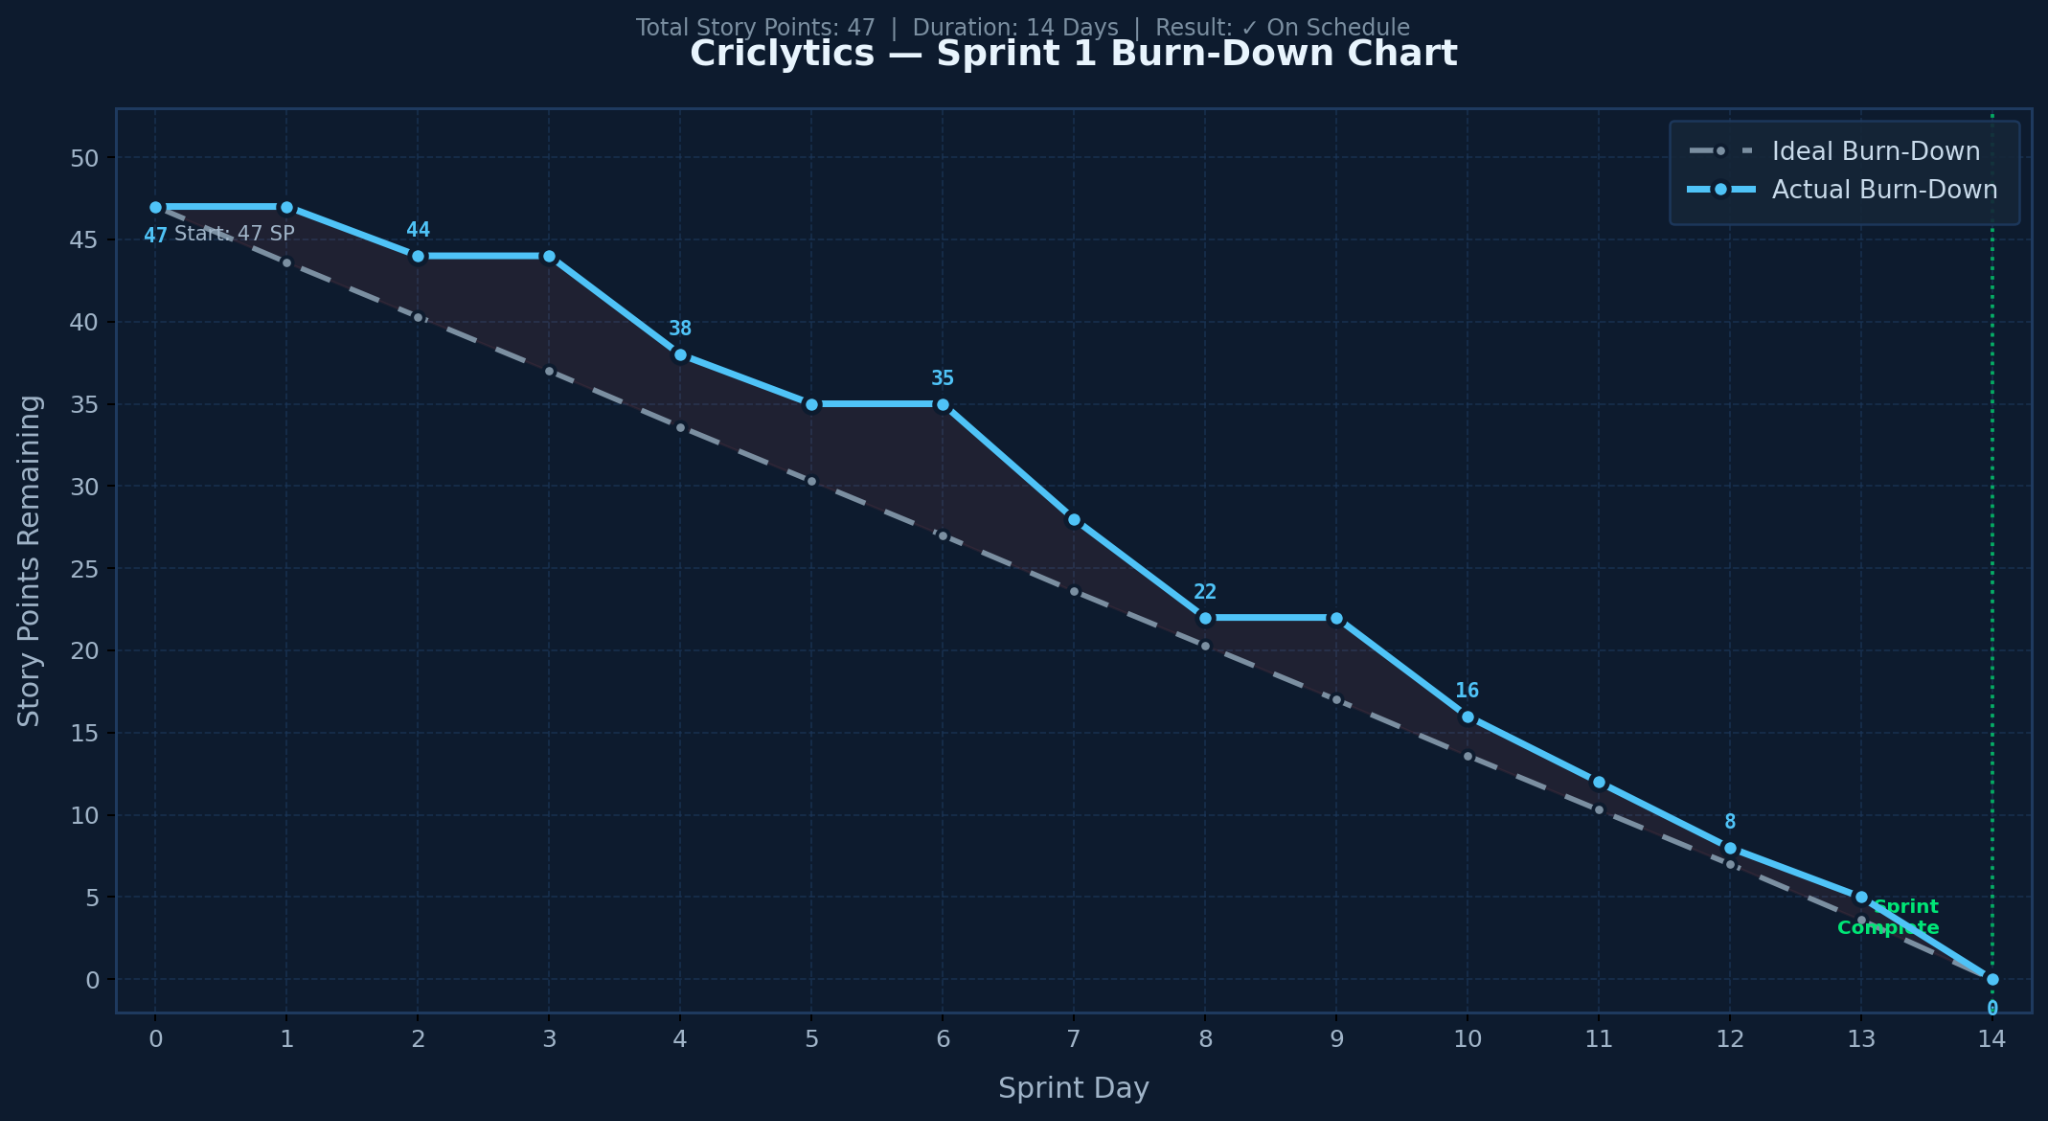 Total Story Points: 47 | Duration: 14 Days | Result: ✓ On Schedule
Criclytics — Sprint 1 Burn-Down Chart
Ideal Burn-Down
Actual Burn-Down
Story Points Remaining
50
45
40
35
30
25
20
15
10
5
0
47
Start: 47 SP
44
38
35
22
16
8
Sprint
Complete
0
0 1 2 3 4 5 6 7 8 9 10 11 12 13 14
Sprint Day